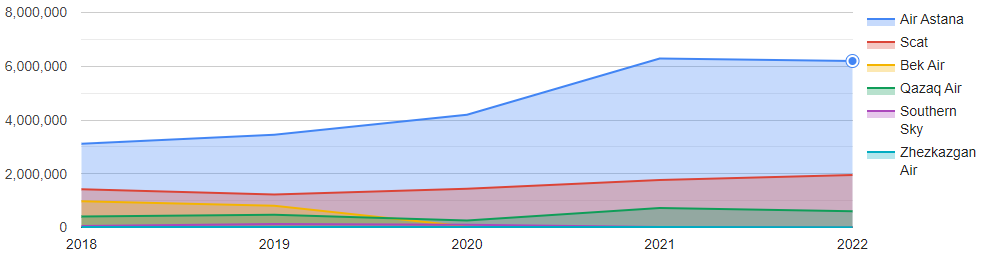 8,000,000
6,000,000
4,000,000
2,000,000
0
2018 2019 2020 2021 2022
Air Astana
Scat
Bek Air
Qazaq Air
Southern
Sky
Zhezkazgan
Air